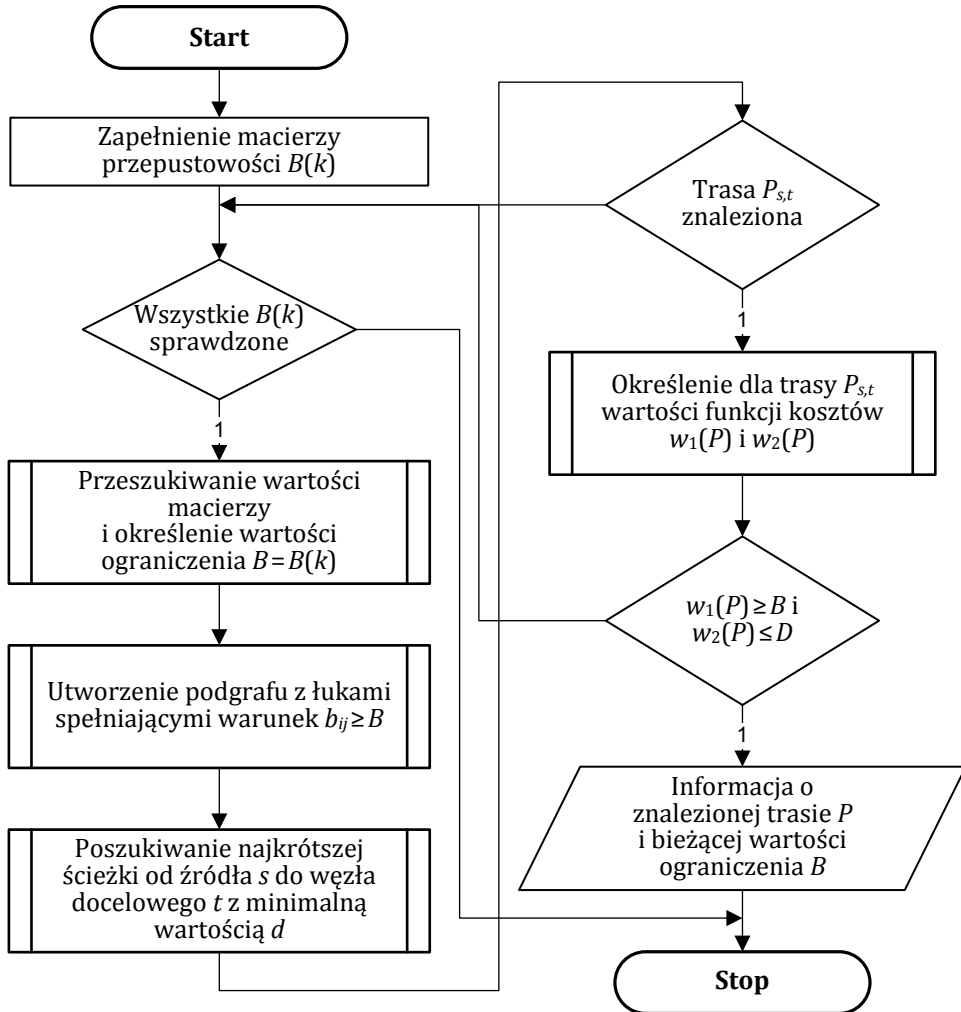 Start
Zapełnienie macierzy
przepustowości B(k)
Wszystkie B(k)
sprawdzone
1
Przeszukiwanie wartości
macierzy
i określenie wartości
ograniczenia B=B(k)
Utworzenie podgrafu z łukami
spełniającymi warunek bij≥B
Poszukiwanie najkrótszej
ścieżki od źródła s do węzła
docelowego t z minimalną
wartością d
Trasa Ps,t
znaleziona
1
Określenie dla trasy Ps,t
wartości funkcji kosztów
w1(P) i w2(P)
w1(P)≥B i
w2(P)≤D
1
Informacja o
znalezionej trasie P
i bieżącej wartości
ograniczenia B
Stop